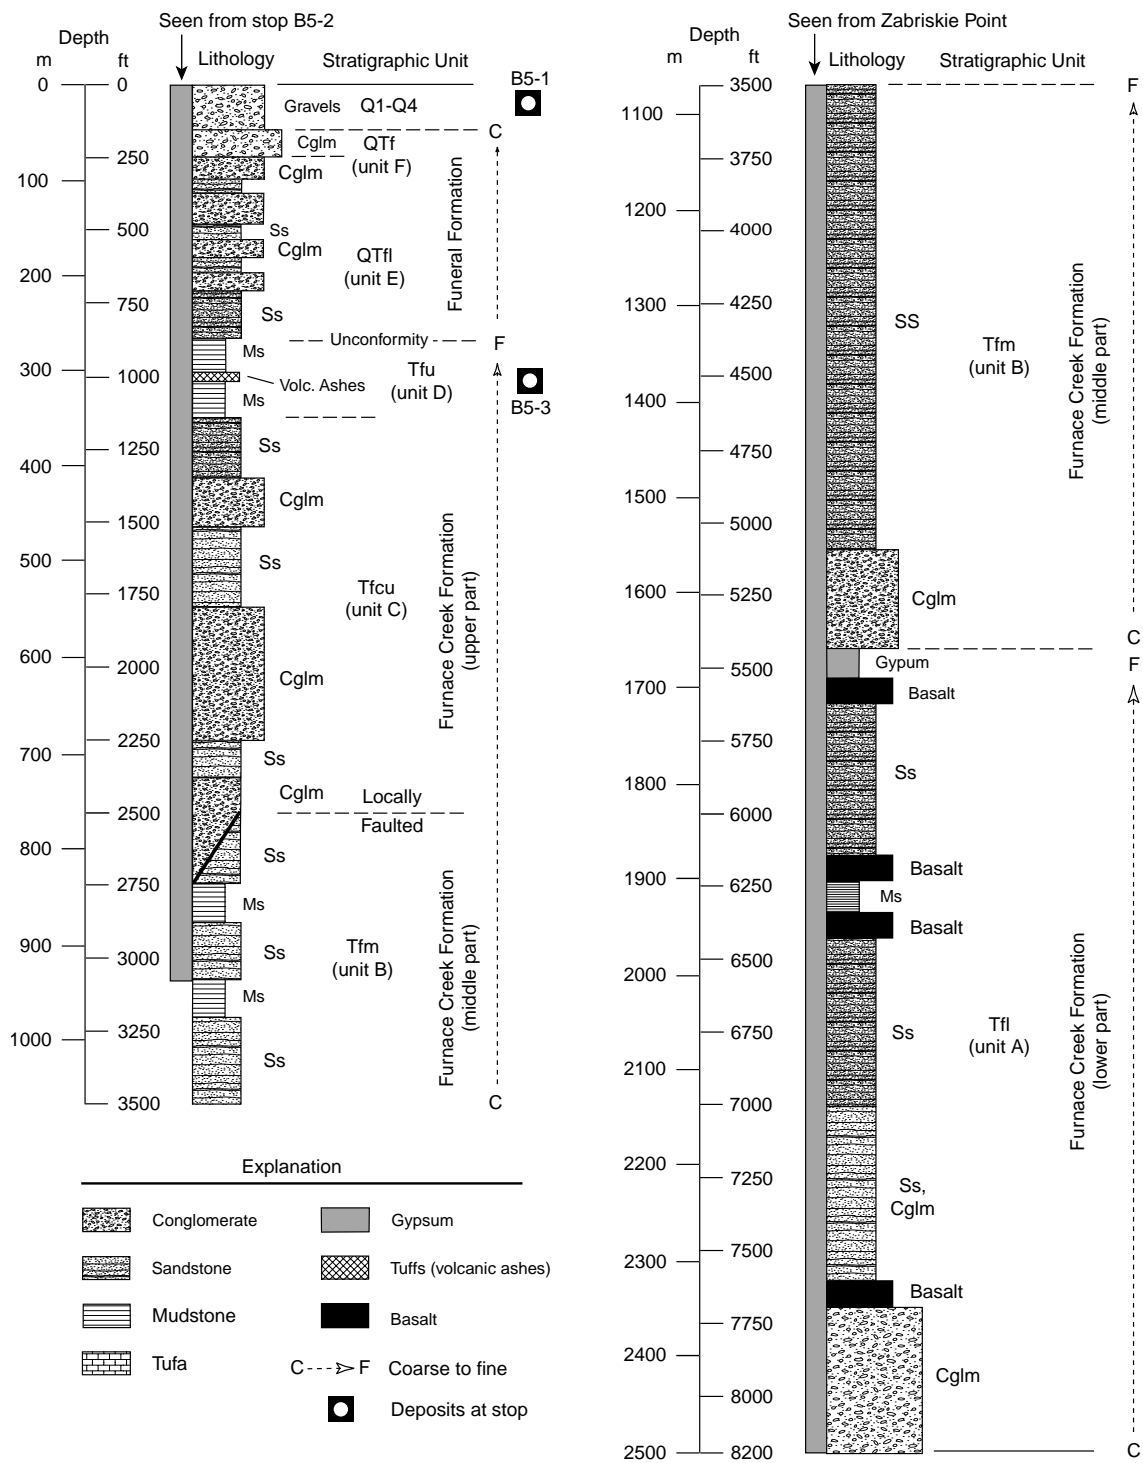 Seen from stop B5-2
Depth
m
ft
Lithology
Stratigraphic Unit
0
100
200
300
400
500
600
700
800
900
1000
0
250
500
750
1000
1250
1500
1750
2000
2250
2500
2750
3000
3250
3500
Gravels
Q1-Q4
B5-1
Cglm
QTf
(unit F)
Cglm
Ss
Cglm
QTfl
(unit E)
Ss
Funeral Formation
C
Unconformity
F
Ms
Volc. Ashes
Ms
Tfu
(unit D)
B5-3
Ss
Cglm
Ss
Tfcu
(unit C)
Cglm
Ss
Cglm
Locally
Faulted
Furnace Creek Formation
(upper part)
Ss
Ms
Ss
Tfm
(unit B)
Ms
Ss
Furnace Creek Formation
(middle part)
C
Explanation
Conglomerate
Sandstone
Mudstone
Tufa
Gypsum
Tuffs (volcanic ashes)
Basalt
C
F
Coarse to fine
Deposits at stop
Seen from Zabriskie Point
Depth
m
ft
Lithology
Stratigraphic Unit
1100
1200
1300
1400
1500
1600
1700
1800
1900
2000
2100
2200
2300
2400
2500
3500
3750
4000
4250
4500
4750
5000
5250
5500
5750
6000
6250
6500
6750
7000
7250
7500
7750
8000
8200
F
SS
Tfm
(unit B)
Furnace Creek Formation
(middle part)
Cglm
C
Gypum
F
Basalt
Ss
Basalt
Ms
Basalt
Ss
Tfl
(unit A)
Furnace Creek Formation
(lower part)
Ss,
Cglm
Basalt
Cglm
C